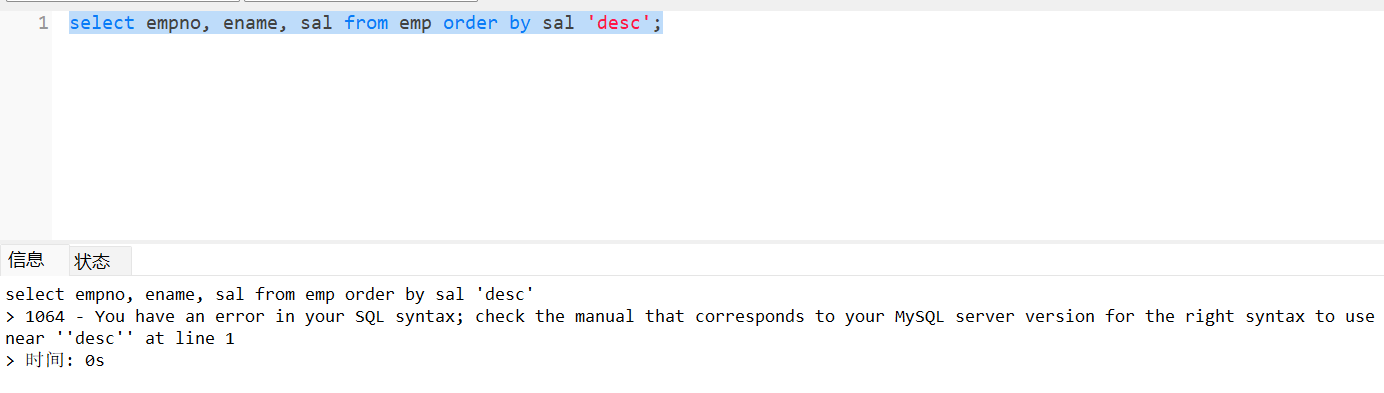 1 select empno, ename, sal from emp order by sal 'desc';
信息 状态
select empno, ename, sal from emp order by sal 'desc'
> 1064 - You have an error in your SQL syntax; check the manual that corresponds to your MySQL server version for the right syntax to use
near ''desc'' at line 1
> 时间: 0s